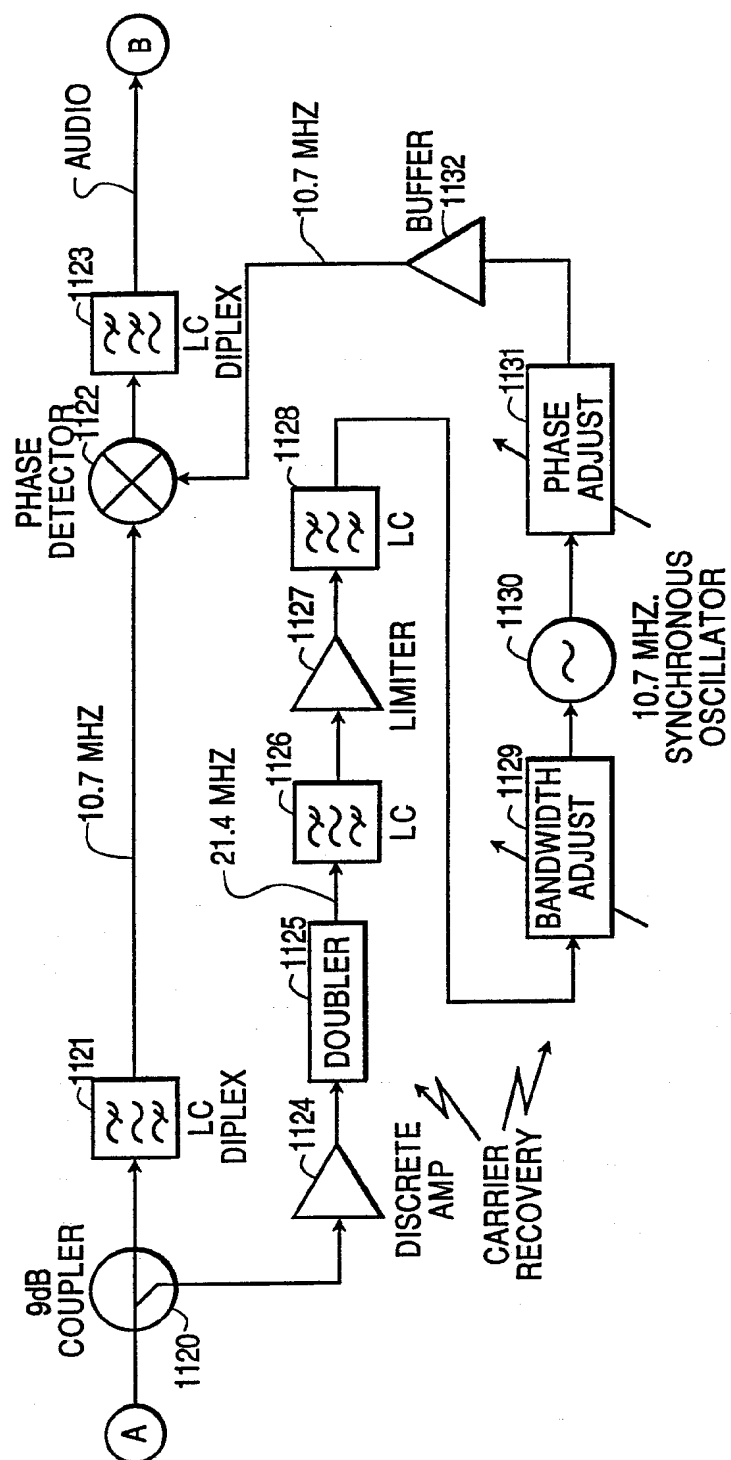 A
9dB
COUPLER
1120
1121
LC
DIPLEX
10.7 MHZ
PHASE
DETECTOR
1122
1123
LC
DIPLEX
AUDIO
B
DISCRETE
AMP
1124
DOUBLER
1125
21.4 MHZ
1126
LC
LIMITER
1127
1128
LC
10.7 MHZ
BUFFER
1132
CARRIER
RECOVERY
BANDWIDTH
ADJUST
1129
1130
10.7 MHZ.
SYNCHRONOUS
OSCILLATOR
PHASE
ADJUST
1131